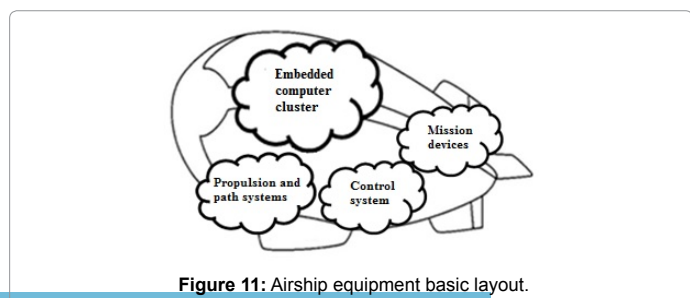 Embedded
computer
cluster
Mission
devices
Propulsion and
path systems
Control
system
Figure 11: Airship equipment basic layout.